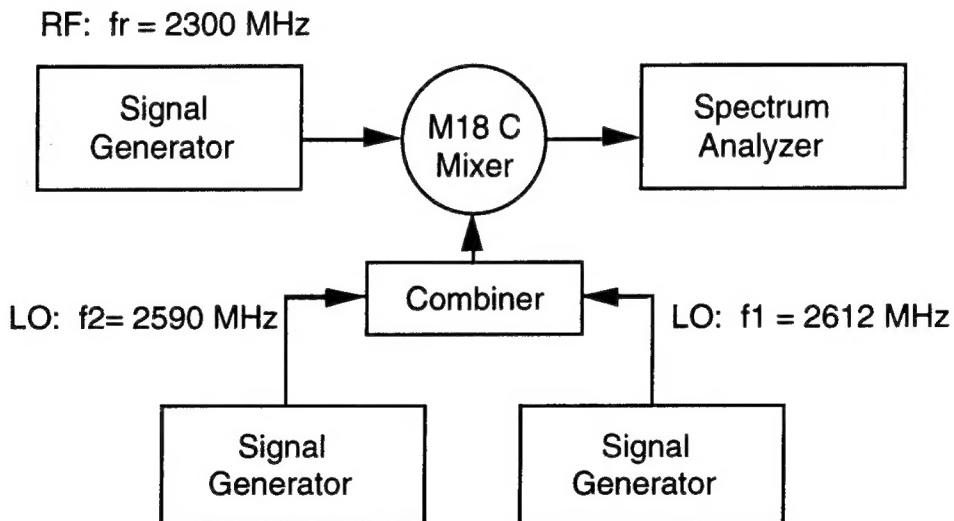 RF: fr = 2300 MHz
Signal
Generator
M18 C
Mixer
Spectrum
Analyzer
Combiner
LO: f2= 2590 MHz
LO: f1 = 2612 MHz
Signal
Generator
Signal
Generator